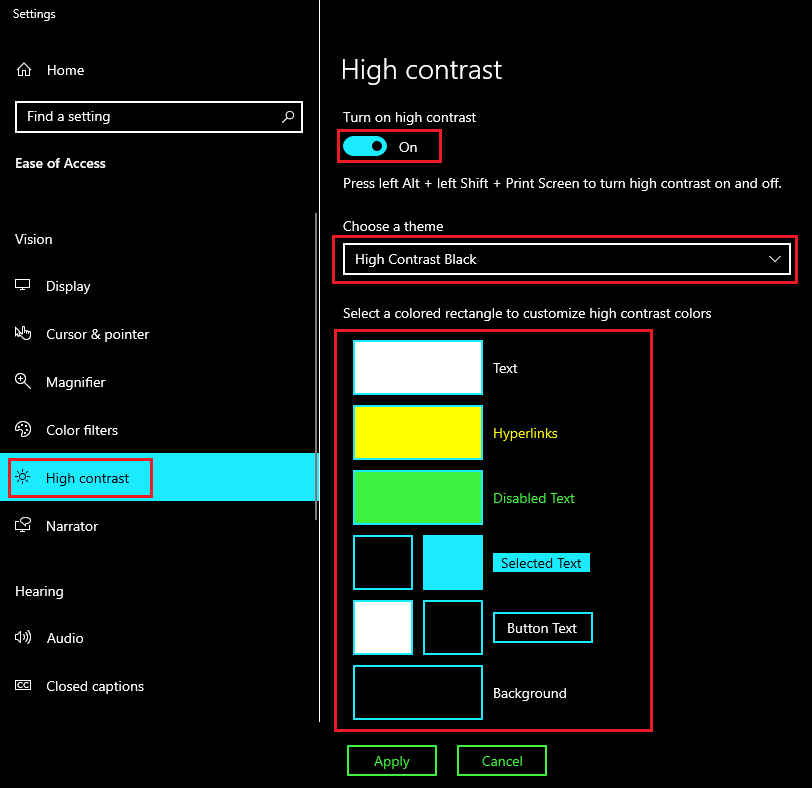 Settings
Home
Find a setting
Ease of Access
Vision
Display
Cursor & pointer
Magnifier
Color filters
High contrast
Narrator
Hearing
Audio
Closed captions
High contrast
Turn on high contrast
On
Press left Alt + left Shift + Print Screen to turn high contrast on and off.
Choose a theme
High Contrast Black
Select a colored rectangle to customize high contrast colors
Text
Hyperlinks
Disabled Text
Selected Text
Button Text
Background
Apply
Cancel